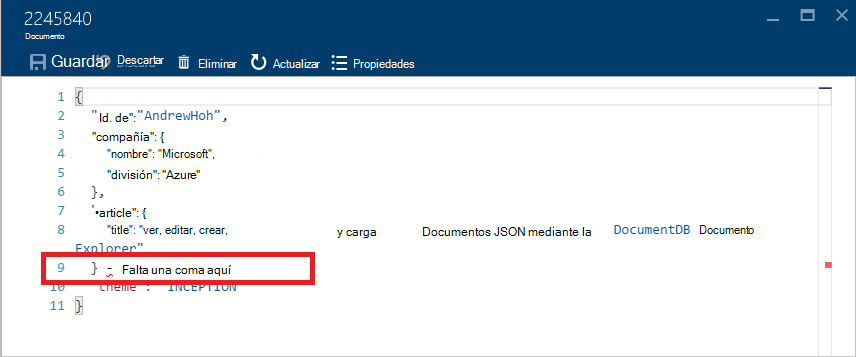 2245840
Documento
Guardar Descartar Eliminar Actualizar Propiedades
1 {
2 "Id. de":"AndrewHoh",
3 "compañía": {
4 "nombre": "Microsoft",
5 "división": "Azure"
6 },
7 "•article": {
8 "title": "ver, editar, crear, y carga Documentos JSON mediante la DocumentDB Documento
Explorer"
9 } - Falta una coma aquí
10 "theme": "INCEPTION"
11 }